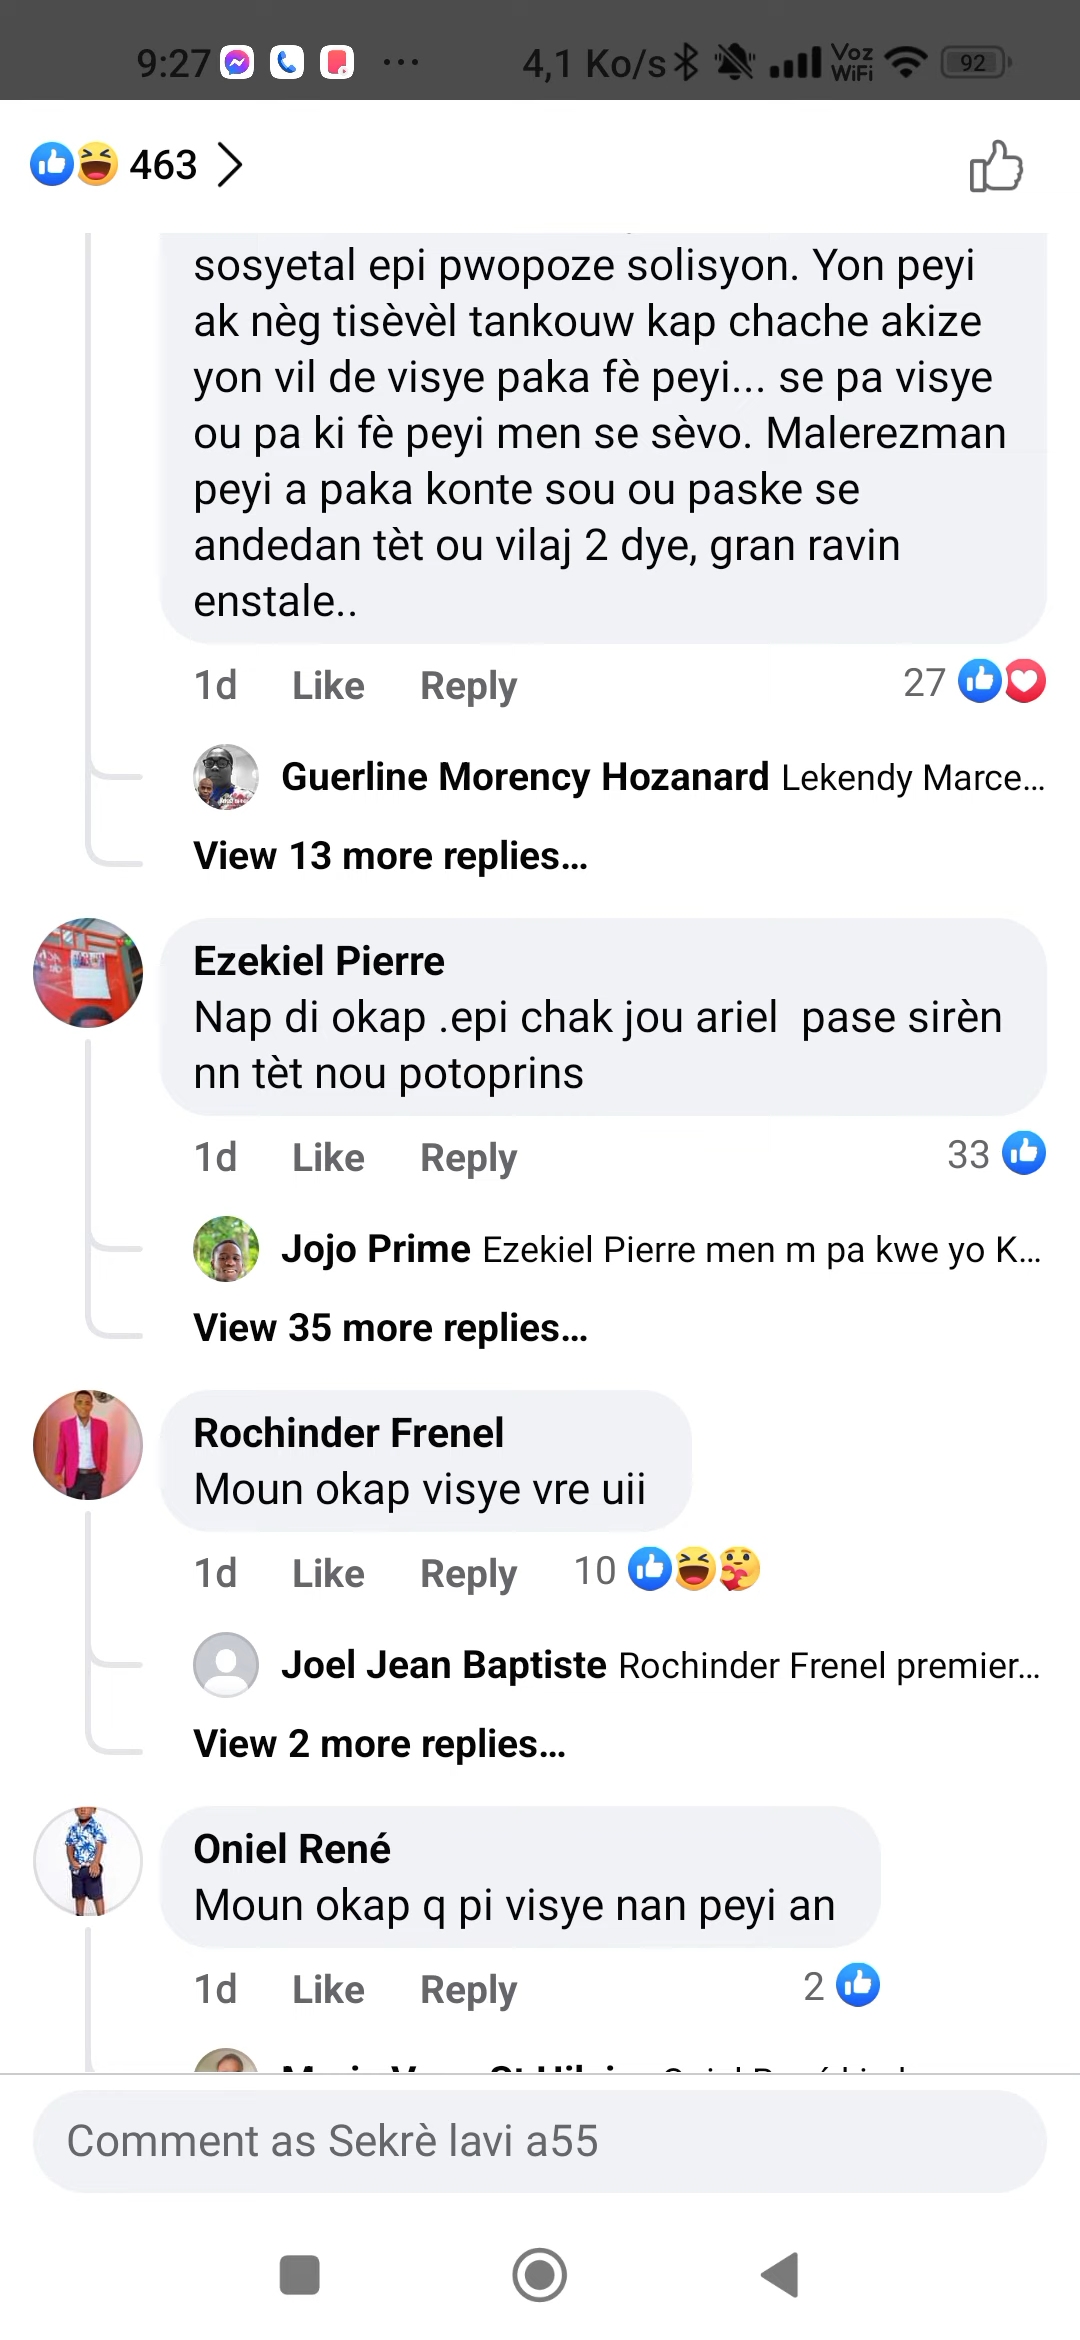 9:27 ... 4,1 Ko/s Voz WiFi 92
463
sosyetal epi pwopoze solisyon. Yon peyi
ak nèg tisèvèl tankouw kap chache akize
yon vil de visye paka fè peyi... se pa visye
ou pa ki fè peyi men se sèvo. Malerezman
peyi a paka konte sou ou paske se
andedan tèt ou vilaj 2 dye, gran ravin
enstale..
1d Like Reply 27
Guerline Morency Hozanard Lekendy Marce...
View 13 more replies...
Ezekiel Pierre
Nap di okap .epi chak jou ariel pase sirèn
nn tèt nou potoprins
1d Like Reply 33
Jojo Prime Ezekiel Pierre men m pa kwe yo K...
View 35 more replies...
Rochinder Frenel
Moun okap visye vre uii
1d Like Reply 10
Joel Jean Baptiste Rochinder Frenel premier...
View 2 more replies...
Oniel René
Moun okap q pi visye nan peyi an
1d Like Reply 2
Comment as Sekrè lavi a55